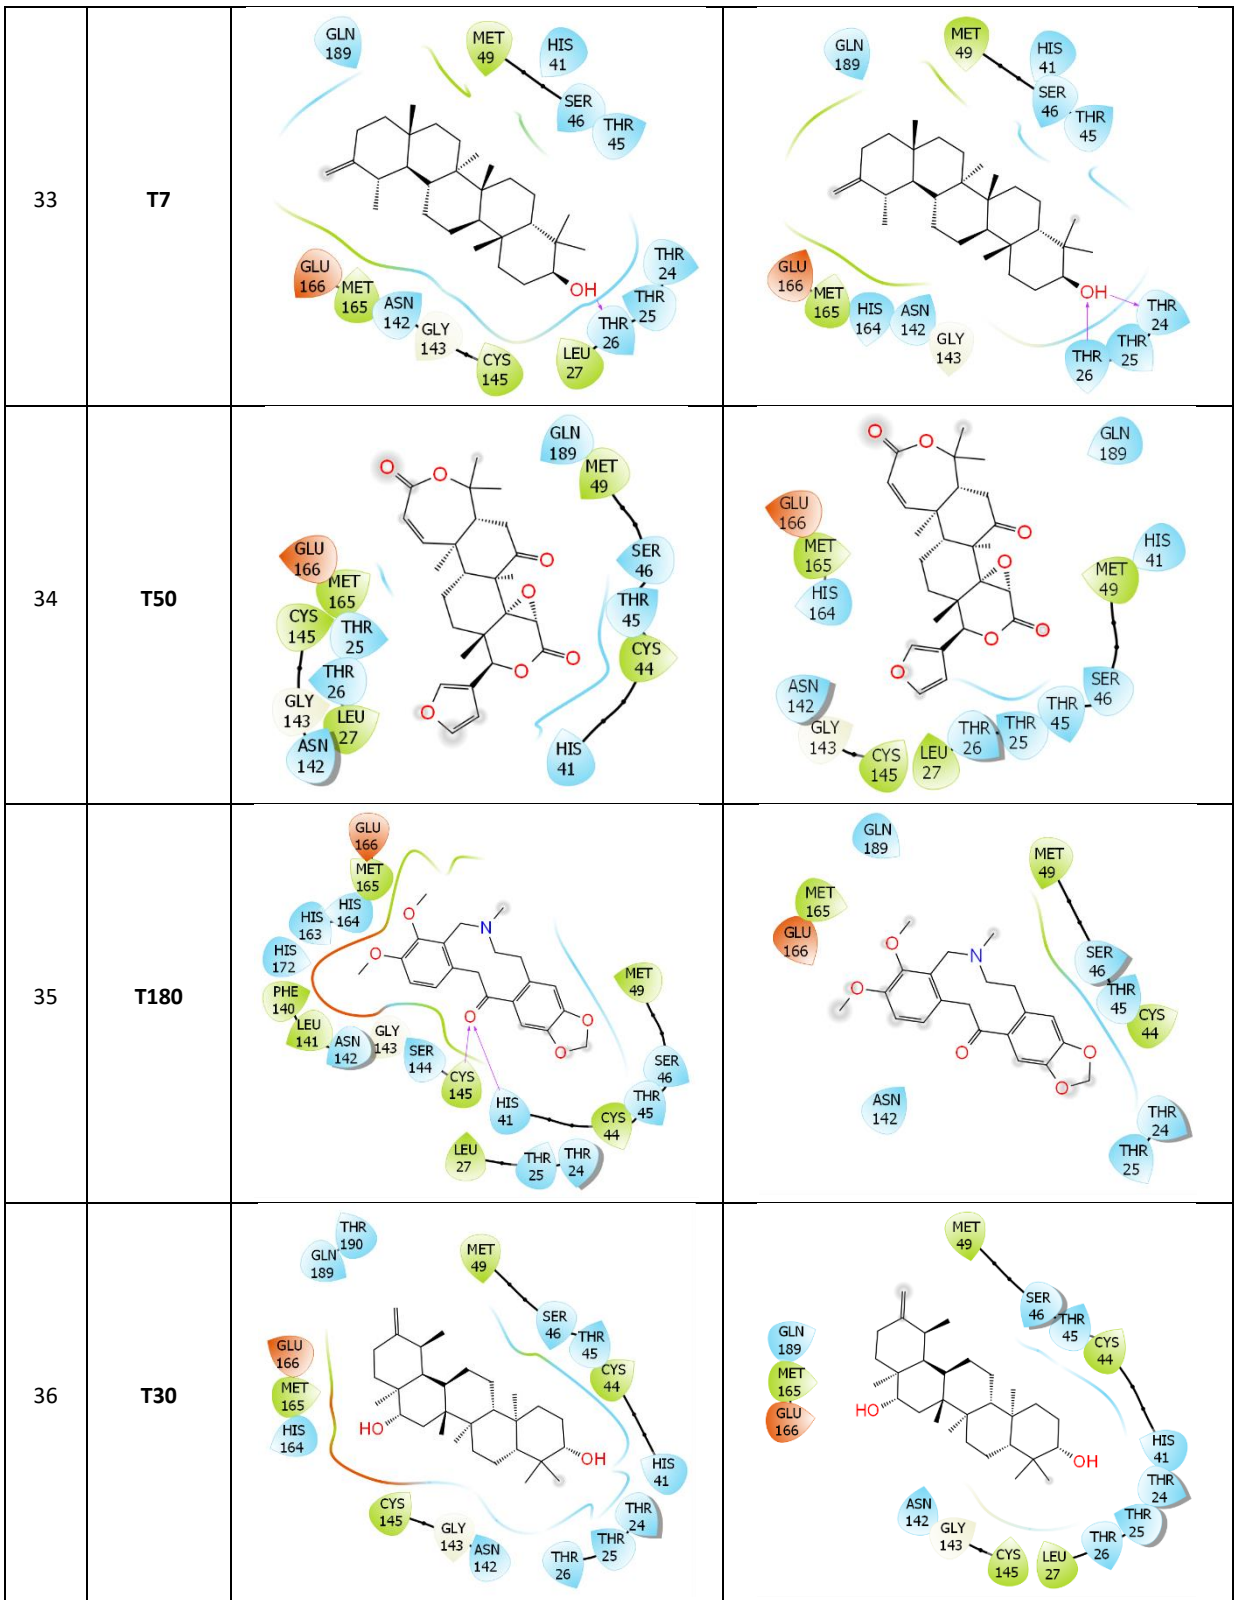 33
T7
GLN
189
MET
49
HIS
41
SER
46
THR
45
OH
GLU
166
MET
165
ASN
142
GLY
143
CYS
145
LEU
27
THR
26
THR
25
THR
24
GLN
189
MET
49
HIS
41
SER
46
THR
45
OH
GLU
166
MET
165
HIS
164
ASN
142
GLY
143
THR
26
THR
25
THR
24
34
T50
O
O
O
O
O
O
O
GLN
189
MET
49
SER
46
THR
45
CYS
44
HIS
41
GLU
166
MET
165
CYS
145
THR
25
THR
26
GLY
143
LEU
27
ASN
142
O
O
O
O
O
O
O
GLN
189
GLU
166
MET
165
HIS
164
HIS
41
MET
49
SER
46
THR
45
THR
25
THR
26
LEU
27
CYS
145
GLY
143
ASN
142
35
T180
GLU
166
MET
165
HIS
164
HIS
163
HIS
172
PHE
140
LEU
141
ASN
142
GLY
143
SER
144
CYS
145
HIS
41
LEU
27
THR
25
THR
24
CYS
44
THR
45
SER
46
MET
49
O
O
N
O
O
O
GLN
189
MET
165
GLU
166
MET
49
SER
46
THR
45
CYS
44
ASN
142
THR
24
THR
25
O
O
N
O
O
O
36
T30
THR
190
GLN
189
MET
49
SER
46
THR
45
CYS
44
HIS
41
GLU
166
MET
165
HIS
164
HO
OH
CYS
145
GLY
143
ASN
142
THR
26
THR
25
THR
24
MET
49
SER
46
THR
45
CYS
44
GLN
189
MET
165
GLU
166
HO
OH
HIS
41
THR
24
THR
25
THR
26
LEU
27
CYS
145
GLY
143
ASN
142